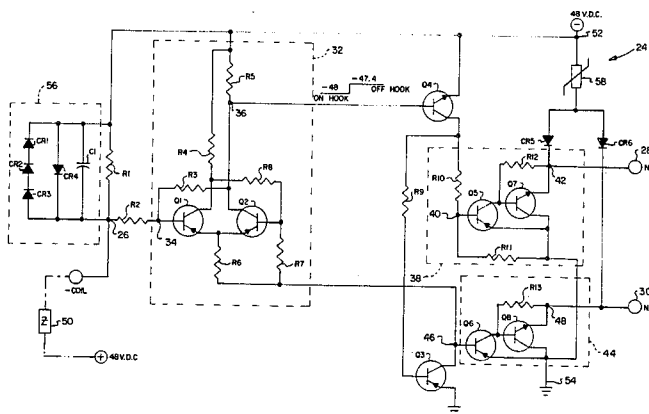 48 V.D.C.
52
24
32
R5
56
-48
ON HOOK
-47.4
OFF HOOK
Q4
58
36
CR1
CR2
CR3
CR4
C1
R1
R4
R8
R3
CR5
CR6
R12
28
N
42
R10
R9
Q5
Q7
40
R2
26
34
Q1
Q2
R6
R7
R11
38
-COIL
R13
30
N
50
Z
48
46
Q6
Q8
44
48 V.D.C
Q3
54